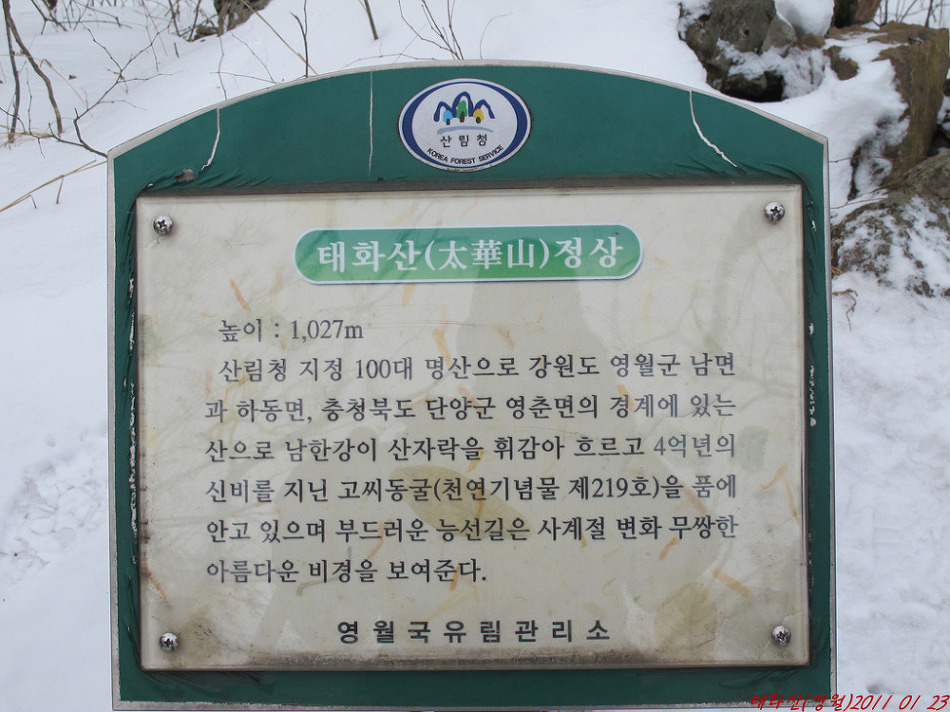 산림청
KOREA FOREST SERVICE
태화산(太華山)정상
높이 : 1,027m
산림청 지정 100대 명산으로 강원도 영월군 남면
과 하동면, 충청북도 단양군 영춘면의 경계에 있는
산으로 남한강이 산자락을 휘감아 흐르고 4억년의
신비를 지닌 고씨동굴(천연기념물 제219호)을 품에
안고 있으며 부드러운 능선길은 사계절 변화 무쌍한
아름다운 비경을 보여준다.
영월국유림관리소
태화산(영월)2011 01 23